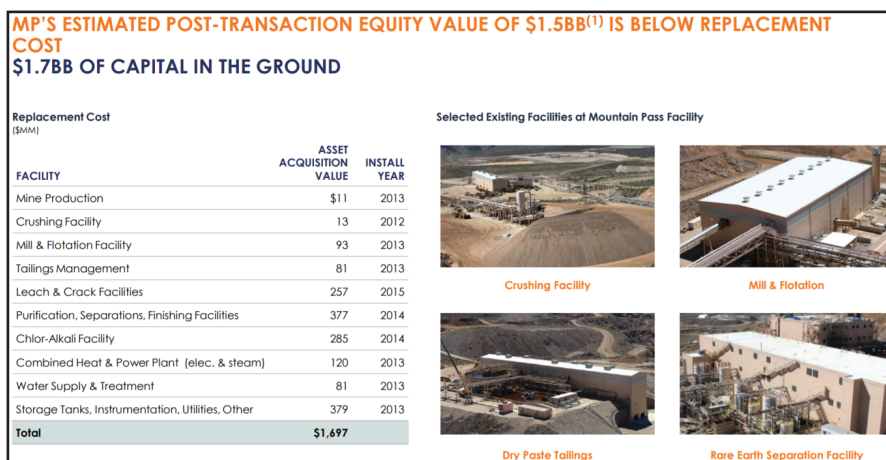 MP'S ESTIMATED POST-TRANSACTION EQUITY VALUE OF $1.5BB(1) IS BELOW REPLACEMENT
COST
$1.7BB OF CAPITAL IN THE GROUND
Replacement Cost
($MM)
FACILITY ASSET ACQUISITION VALUE INSTALL YEAR
Mine Production $11 2013
Crushing Facility 13 2012
Mill & Flotation Facility 93 2013
Tailings Management 81 2013
Leach & Crack Facilities 257 2015
Purification, Separations, Finishing Facilities 377 2014
Chlor-Alkali Facility 285 2014
Combined Heat & Power Plant (elec. & steam) 120 2013
Water Supply & Treatment 81 2013
Storage Tanks, Instrumentation, Utilities, Other 379 2013
Total $1,697
Selected Existing Facilities at Mountain Pass Facility
Crushing Facility
Mill & Flotation
Dry Paste Tailings
Rare Earth Separation Facility